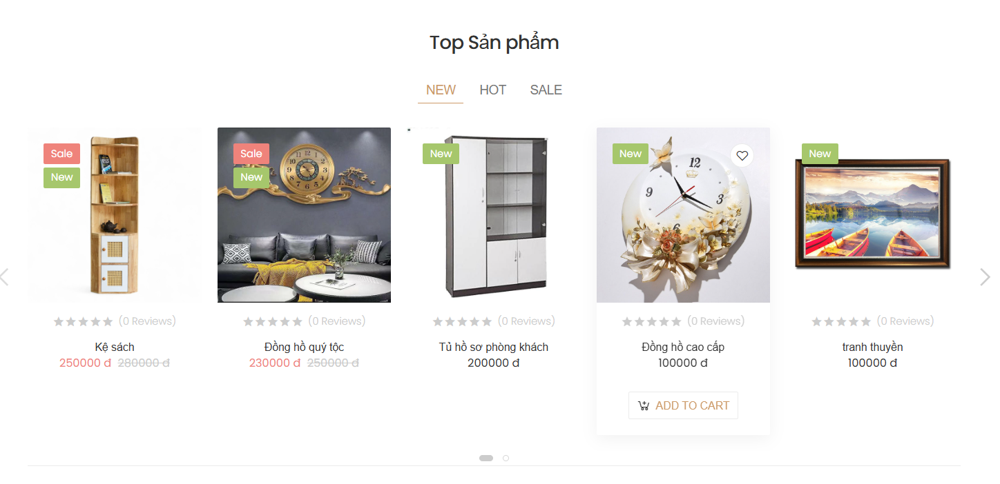 Top Sản phẩm
NEW HOT SALE
Sale
New
Sale
New
New
New
New
12
9
3
6
(0 Reviews) (0 Reviews) (0 Reviews) (0 Reviews) (0 Reviews)
Kệ sách Đồng hồ quý tộc Tủ hồ sơ phòng khách Đồng hồ cao cấp tranh thuyền
250000 đ 280000 đ 230000 đ 250000 đ 200000 đ 100000 đ 100000 đ
ADD TO CART